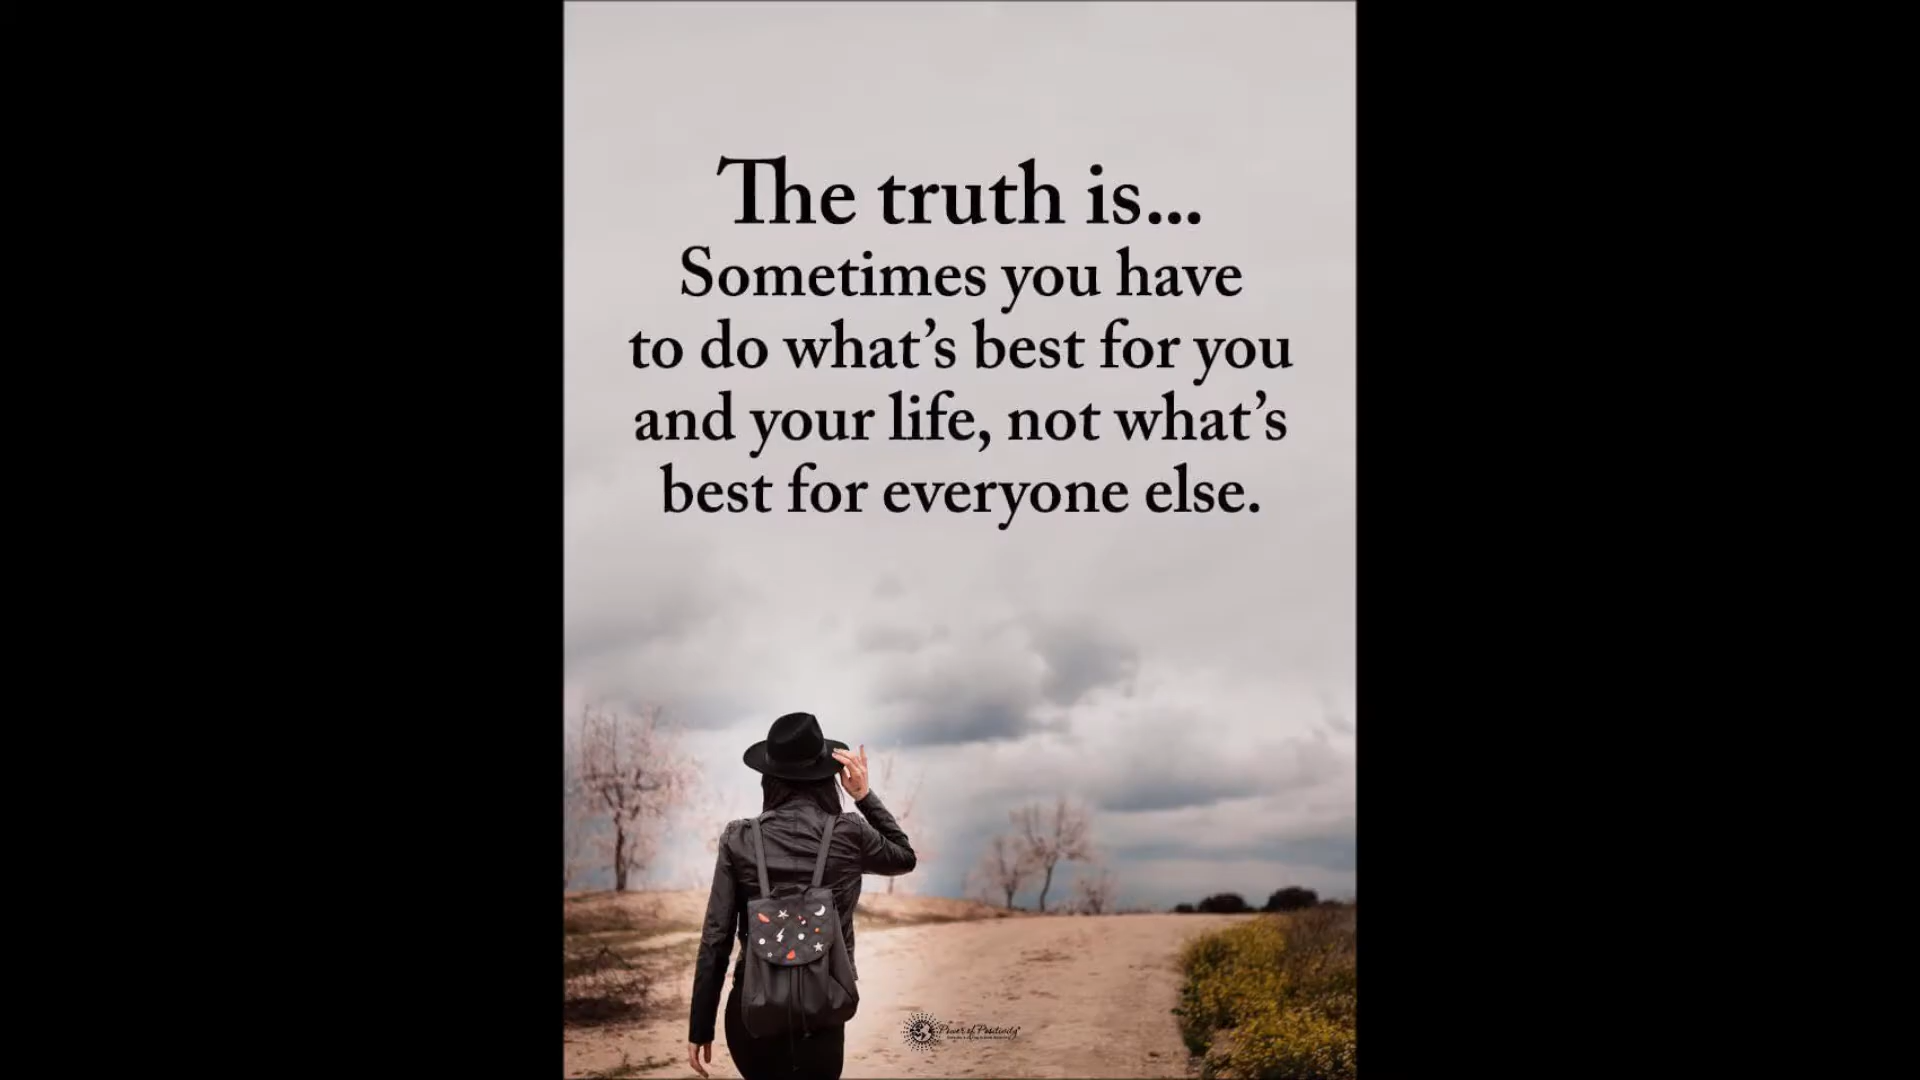 The truth is...
Sometimes you have
to do what’s best for you
and your life, not what’s
best for everyone else.
Power of Positivity